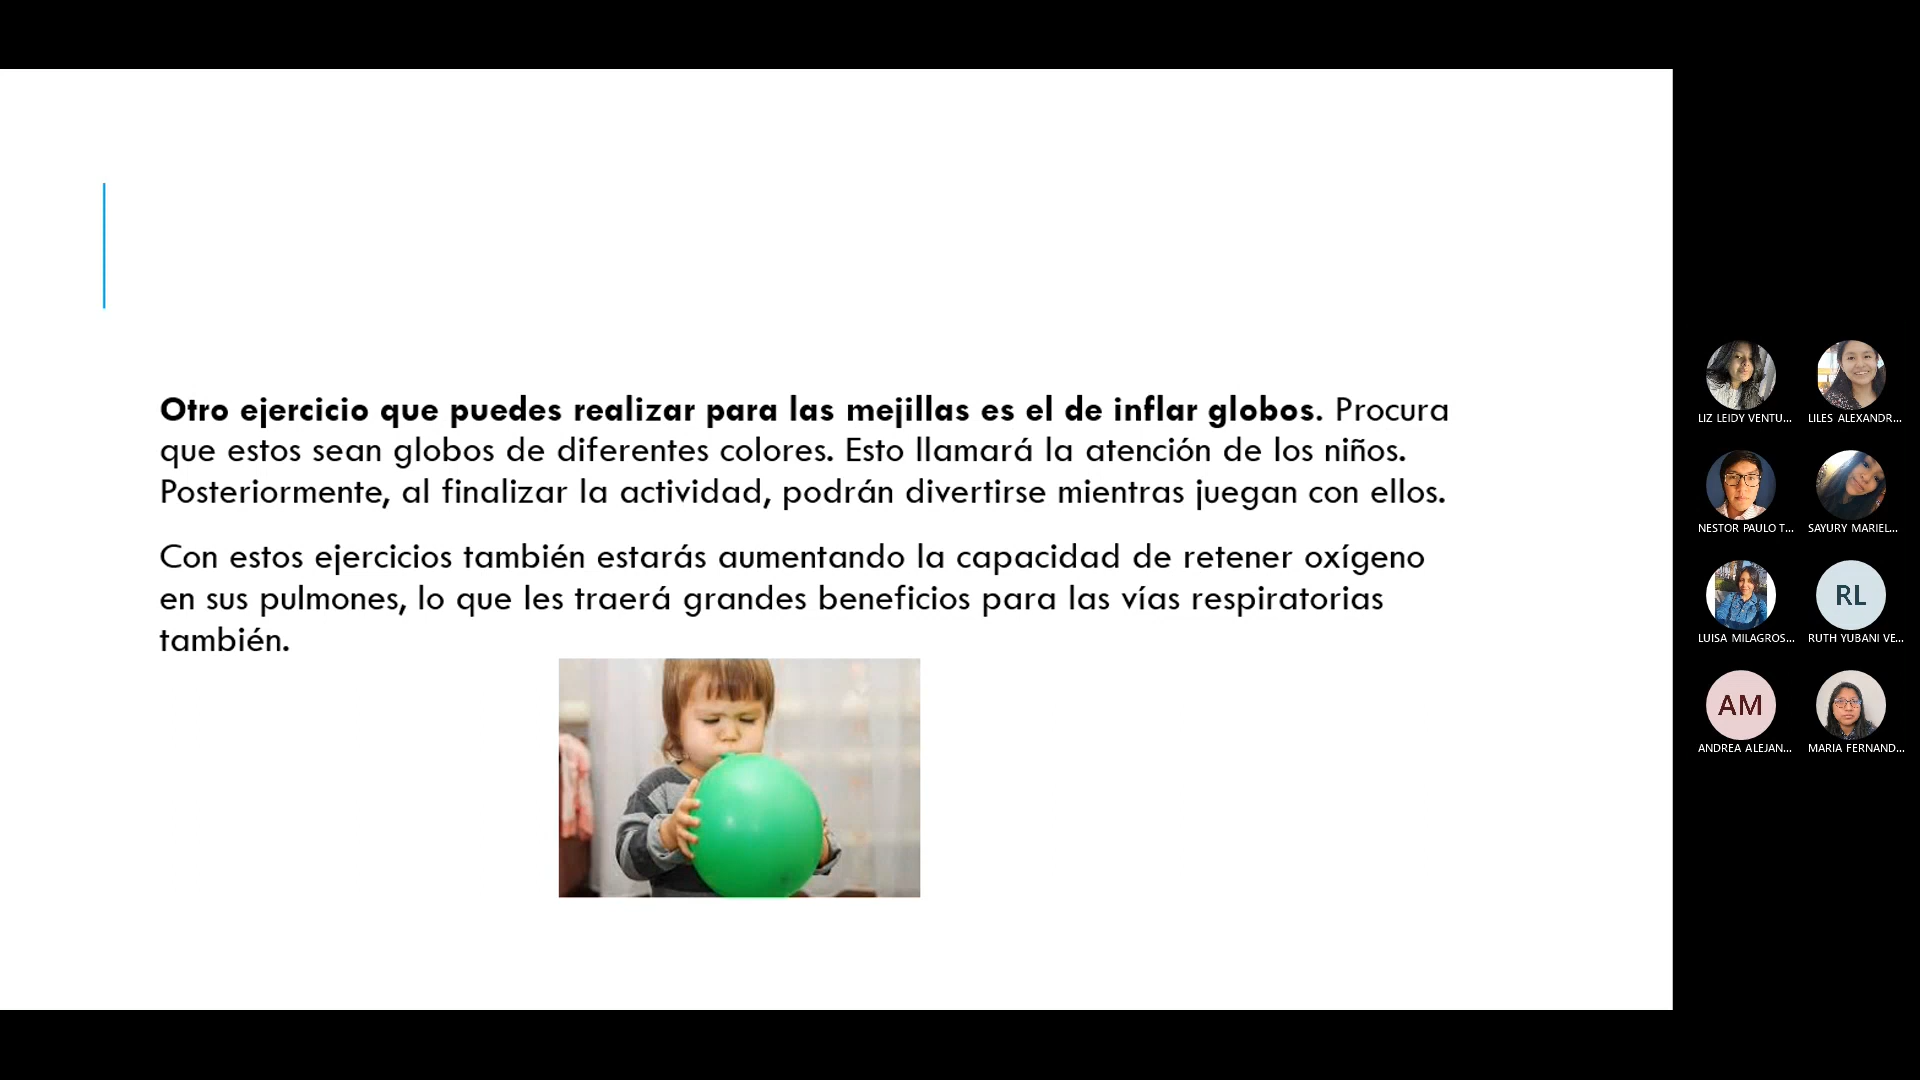 Otro ejercicio que puedes realizar para las mejillas es el de inflar globos. Procura
que estos sean globos de diferentes colores. Esto llamará la atención de los niños.
Posteriormente, al finalizar la actividad, podrán divertirse mientras juegan con ellos.
Con estos ejercicios también estarás aumentando la capacidad de retener oxígeno
en sus pulmones, lo que les traerá grandes beneficios para las vías respiratorias
también.
LIZ LEIDY VENTU...
LILES ALEXANDR...
NESTOR PAULO T...
SAYURY MARIEL...
LUISA MILAGROS...
RL
RUTH YUBANI VE...
AM
ANDREA ALEJAN...
MARIA FERNAND...